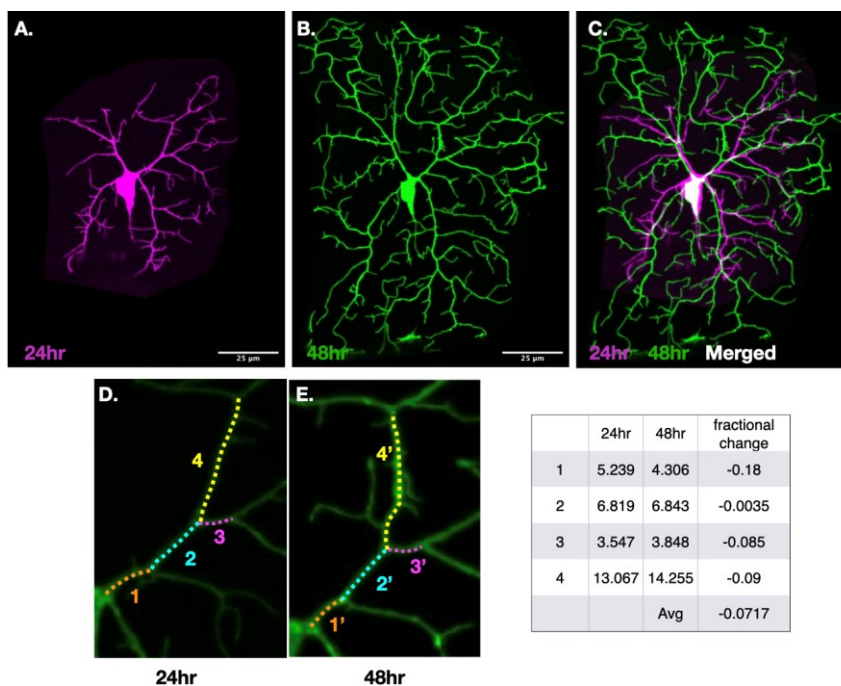 A.
B.
C.
24hr
25 µm
48hr
25 µm
24hr 48hr Merged
D.
E.
4
3
2
1
4'
3'
2'
1'
24hr
48hr
24hr 48hr fractional change
1 5.239 4.306 -0.18
2 6.819 6.843 -0.0035
3 3.547 3.848 -0.085
4 13.067 14.255 -0.09
Avg -0.0717